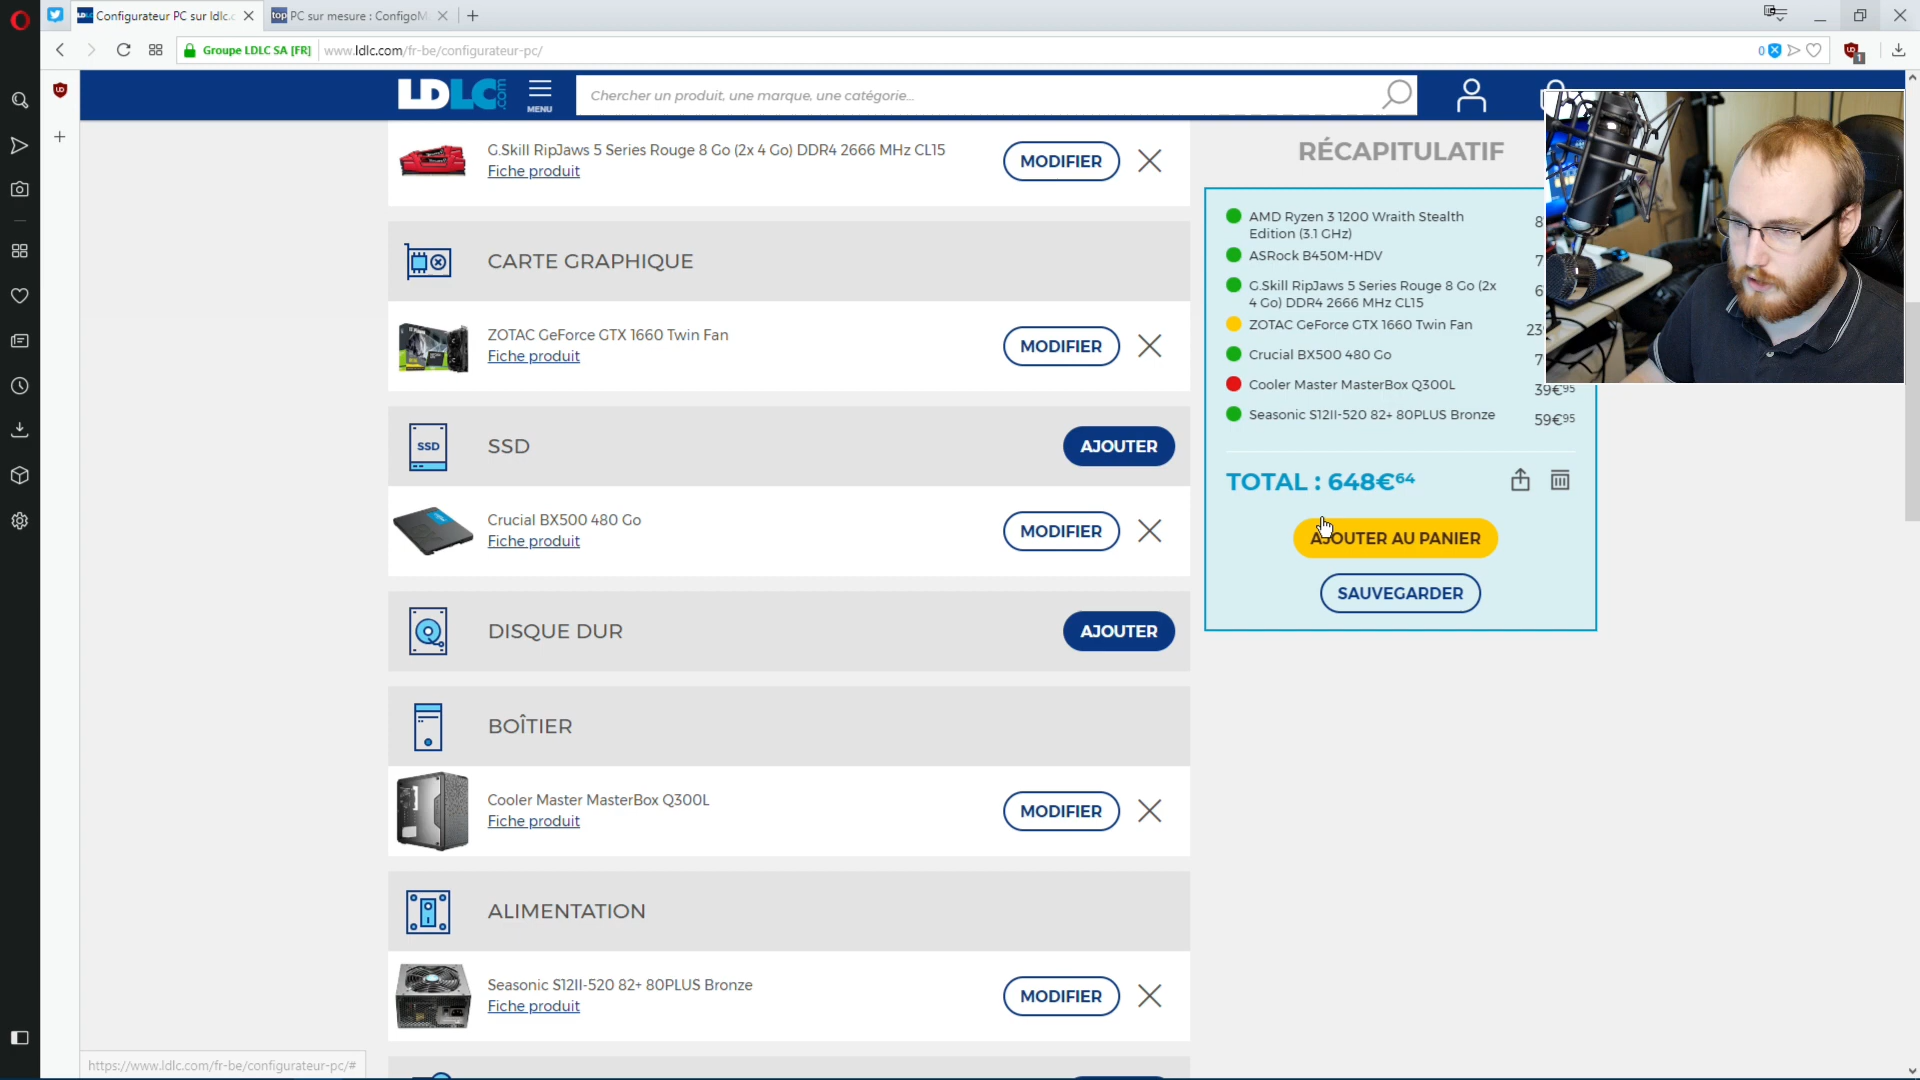 Configurateur PC sur ldlc.c
PC sur mesure : ConfigoM
Groupe LDLC SA [FR]
www.ldlc.com/fr-be/configurateur-pc/
0
1
LDLC.com
MENU
Chercher un produit, une marque, une catégorie...
G.Skill RipJaws 5 Series Rouge 8 Go (2x 4 Go) DDR4 2666 MHz CL15
Fiche produit
MODIFIER
CARTE GRAPHIQUE
ZOTAC GeForce GTX 1660 Twin Fan
Fiche produit
MODIFIER
SSD
SSD
AJOUTER
Crucial BX500 480 Go
Fiche produit
MODIFIER
DISQUE DUR
AJOUTER
BOÎTIER
Cooler Master MasterBox Q300L
Fiche produit
MODIFIER
ALIMENTATION
Seasonic S12II-520 82+ 80PLUS Bronze
Fiche produit
MODIFIER
RÉCAPITULATIF
AMD Ryzen 3 1200 Wraith Stealth
Edition (3.1 GHz)
ASRock B450M-HDV
G.Skill RipJaws 5 Series Rouge 8 Go (2x
4 Go) DDR4 2666 MHz CL15
ZOTAC GeForce GTX 1660 Twin Fan
Crucial BX500 480 Go
Cooler Master MasterBox Q300L
39€95
Seasonic S12II-520 82+ 80PLUS Bronze
59€95
TOTAL : 648€64
AJOUTER AU PANIER
SAUVEGARDER
https://www.ldlc.com/fr-be/configurateur-pc/#